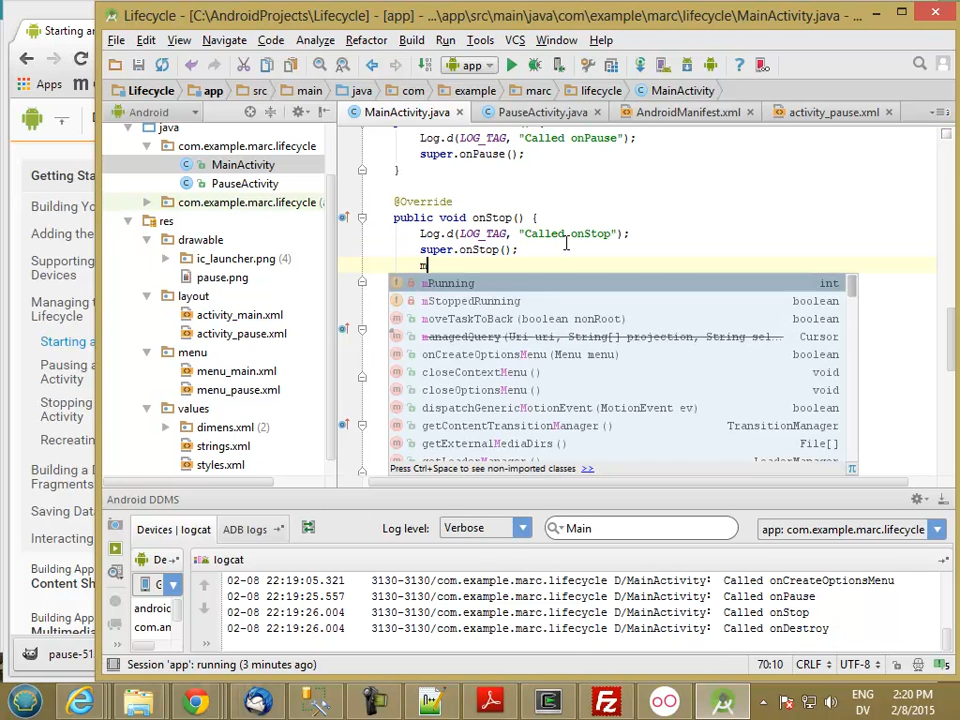 Starting ar
Lifecycle - [C:\AndroidProjects\Lifecycle] - [app] - ...\app\src\main\java\com\example\marc\lifecycle\MainActivity.java - ...
File Edit View Navigate Code Analyze Refactor Build Run Tools VCS Window Help
app
Apps
Lifecycle app src main java com example marc lifecycle MainActivity
Android
MainActivity.java PauseActivity.java AndroidManifest.xml activity_pause.xml
java
com.example.marc.lifecycle
MainActivity
PauseActivity
com.example.marc.lifecycle
res
drawable
ic_launcher.png (4)
pause.png
layout
activity_main.xml
activity_pause.xml
menu
menu_main.xml
menu_pause.xml
values
dimens.xml (2)
strings.xml
styles.xml
Getting Sta
Building Yo
Adding the
Managing t
Lifecycle
Starting a
Pausing a
Activity
Stopping
Activity
Recreatin
Building a D
Fragments
Saving Data
Interacting
Building App
Content Sh
Building App
Multimedia
pause-51
Log.d(LOG_TAG, "Called onPause");
super.onPause();
}
@Override
public void onStop() {
Log.d(LOG_TAG, "Called onStop");
super.onStop();
m
mRunning int
mStoppedRunning boolean
moveTaskToBack(boolean nonRoot) boolean
managedQuery(Uri uri, String[] projection, String sel... Cursor
onCreateOptionsMenu(Menu menu) boolean
closeContextMenu() void
closeOptionsMenu() void
dispatchGenericMotionEvent(MotionEvent ev) boolean
getContentTransitionManager() TransitionManager
getExternalMediaDirs() File[]
getLoaderManager() LoaderManager
Press Ctrl+Space to see non-imported classes >> π
Android DDMS
Devices | logcat ADB logs Log level: Verbose Main app: com.example.marc.lifecycle
De logcat
android
com.an
02-08 22:19:05.321 3130-3130/com.example.marc.lifecycle D/MainActivity: Called onCreateOptionsMenu
02-08 22:19:25.557 3130-3130/com.example.marc.lifecycle D/MainActivity: Called onPause
02-08 22:19:26.004 3130-3130/com.example.marc.lifecycle D/MainActivity: Called onStop
02-08 22:19:26.004 3130-3130/com.example.marc.lifecycle D/MainActivity: Called onDestroy
Session 'app': running (3 minutes ago) 70:10 CRLF UTF-8 5
ENG 2:20 PM
DV 2/8/2015